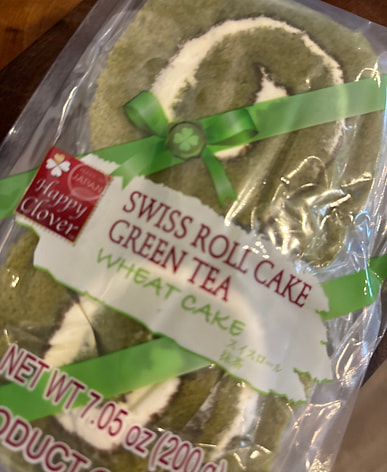 Happy
Clover
SWISS ROLL CAKE
GREEN TEA
WHEAT CAKE
スイスロール
抹茶
NET WT 7.05 oz (200g
PRODUCT